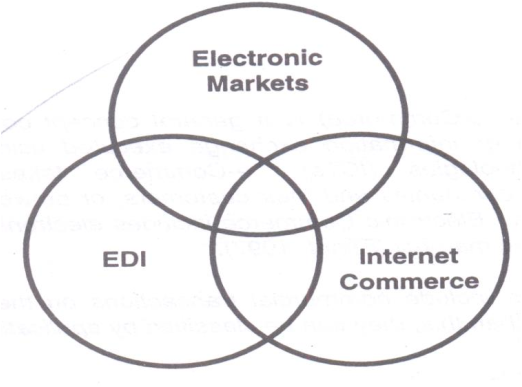 Electronic
Markets
EDI
Internet
Commerce